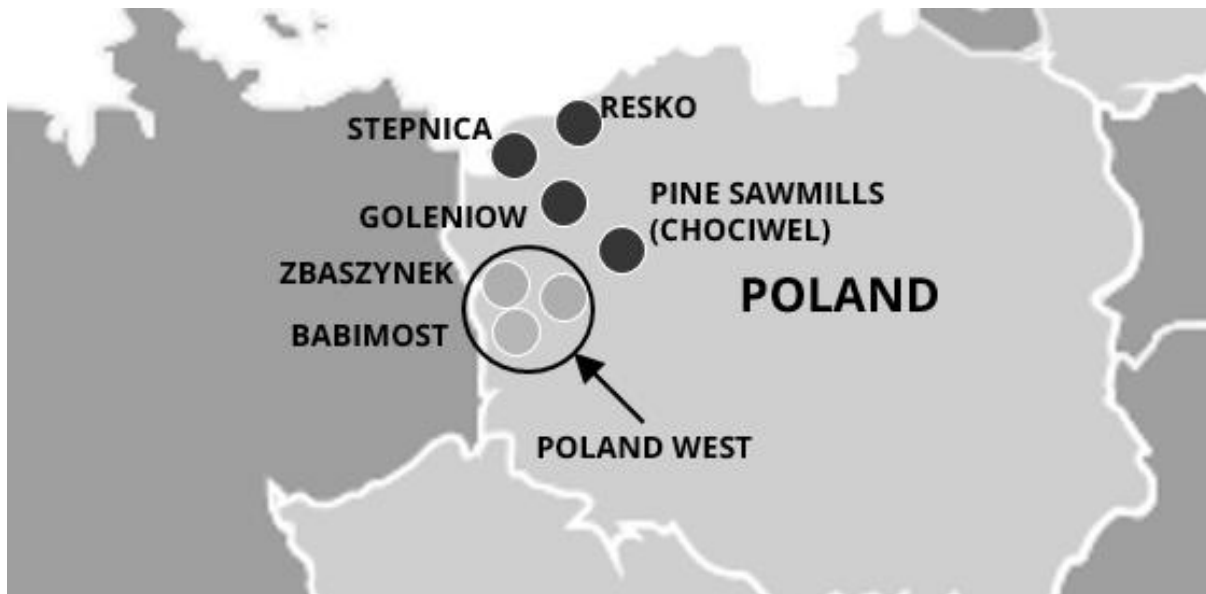 RESKO
STEPNICA
PINE SAWMILLS
(CHOCIWEL)
GOLENIOW
ZBASZYNEK
POLAND
BABIMOST
POLAND WEST